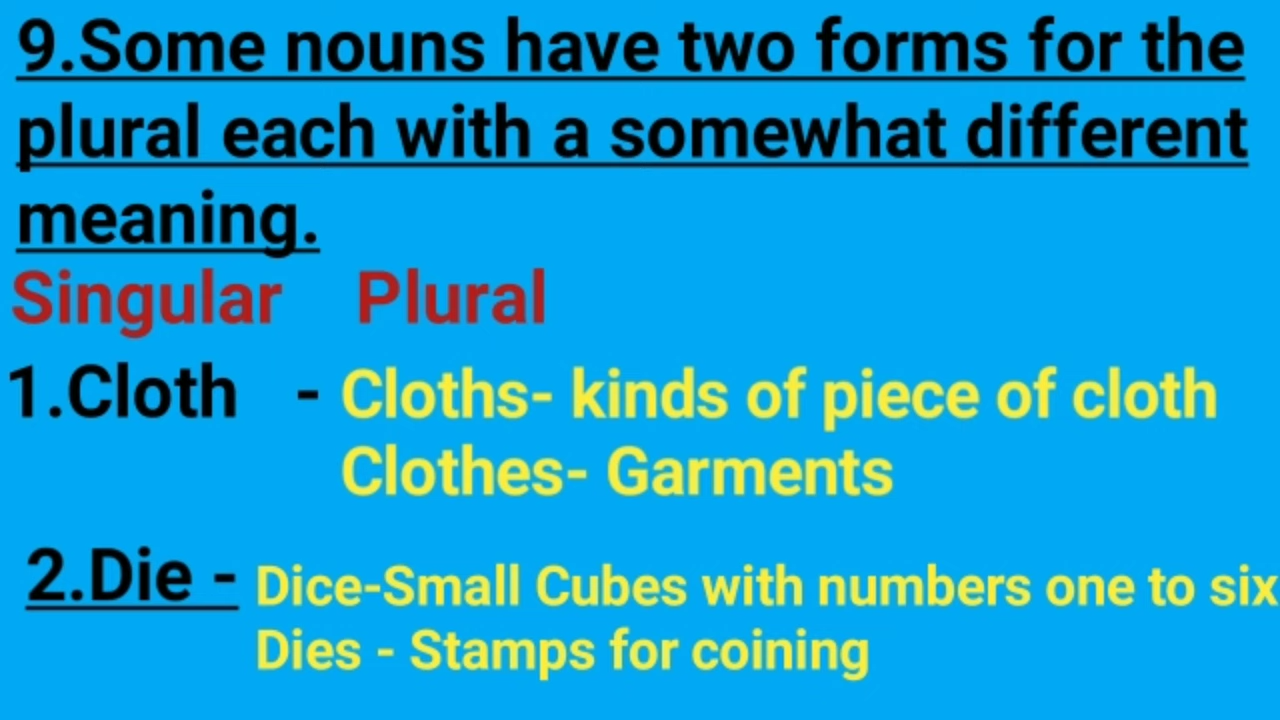 9.Some nouns have two forms for the
plural each with a somewhat different
meaning.
Singular Plural
1.Cloth - Cloths- kinds of piece of cloth
Clothes- Garments
2.Die - Dice-Small Cubes with numbers one to six
Dies - Stamps for coining